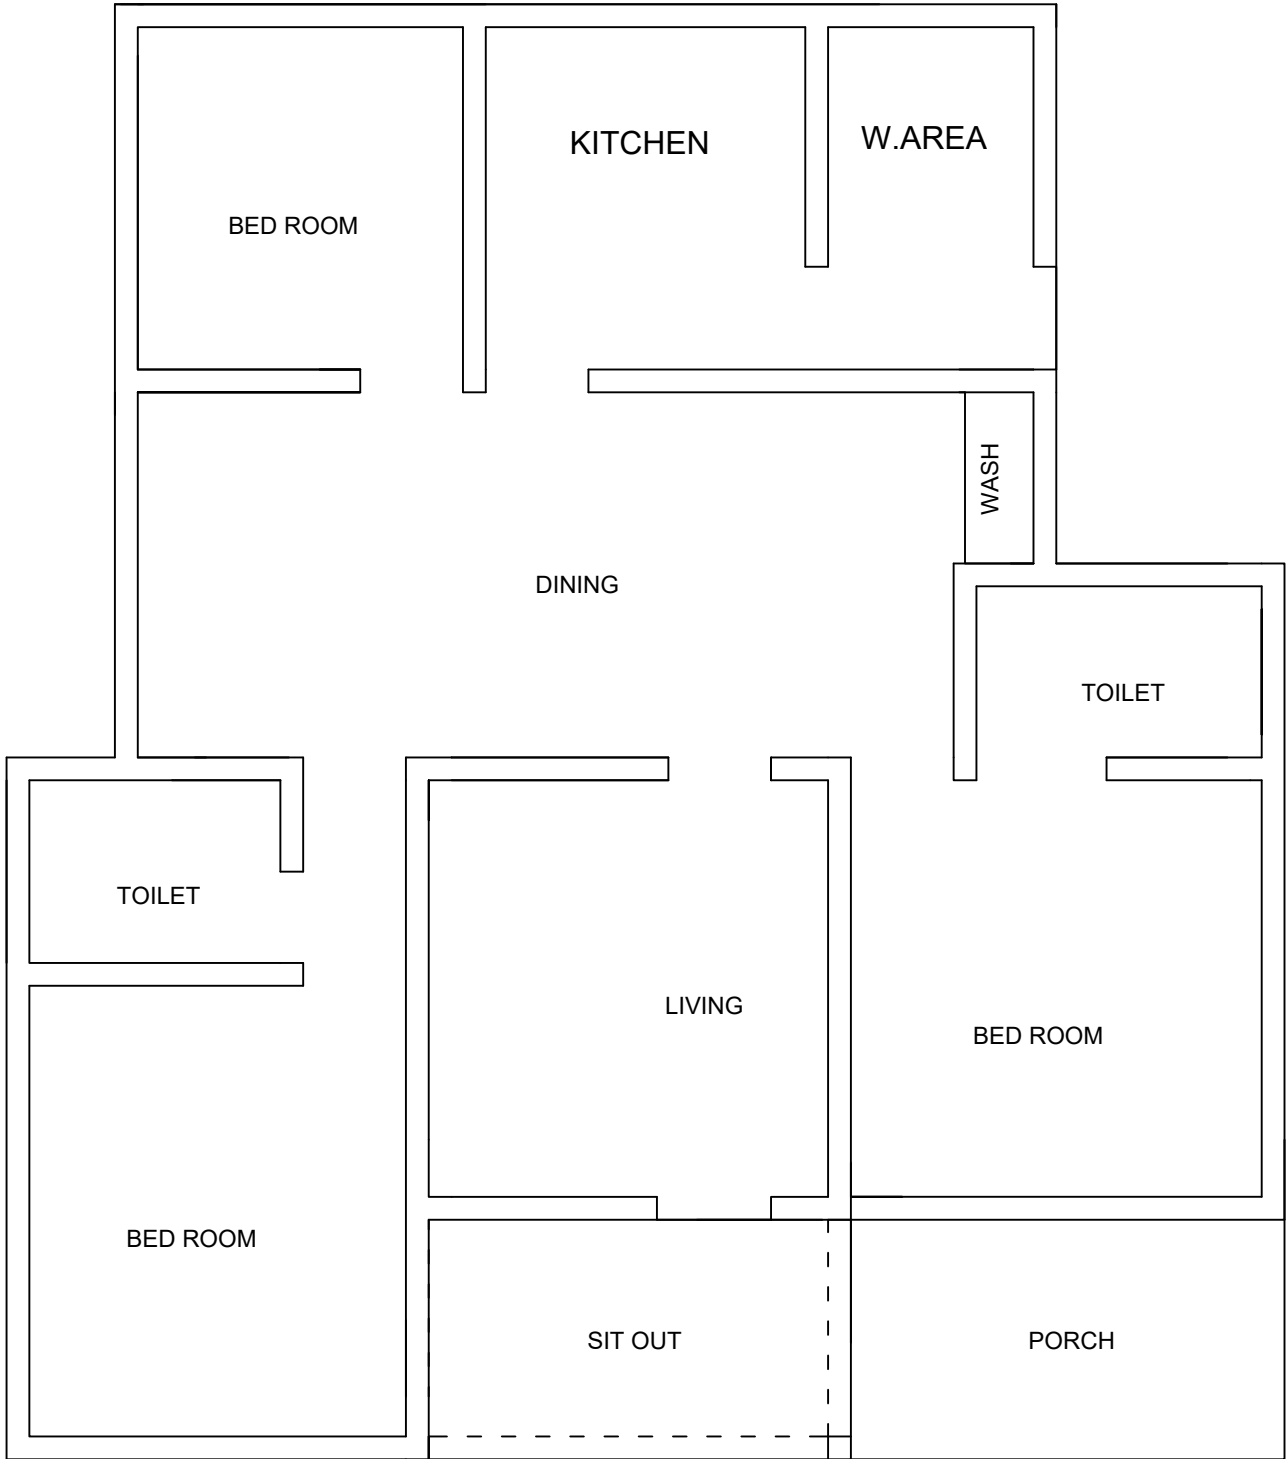 KITCHEN
W.AREA
BED ROOM
WASH
DINING
TOILET
TOILET
LIVING
BED ROOM
BED ROOM
SIT OUT
PORCH